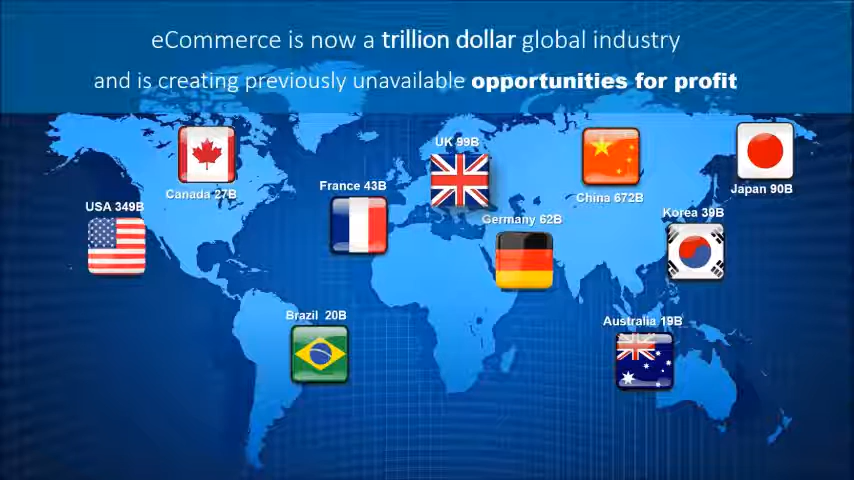 eCommerce is now a trillion dollar global industry
and is creating previously unavailable opportunities for profit
UK 99B
France 43B
Canada 27B
Japan 90B
China 672B
USA 349B
Korea 39B
Germany 62B
Brazil 20B
Australia 19B